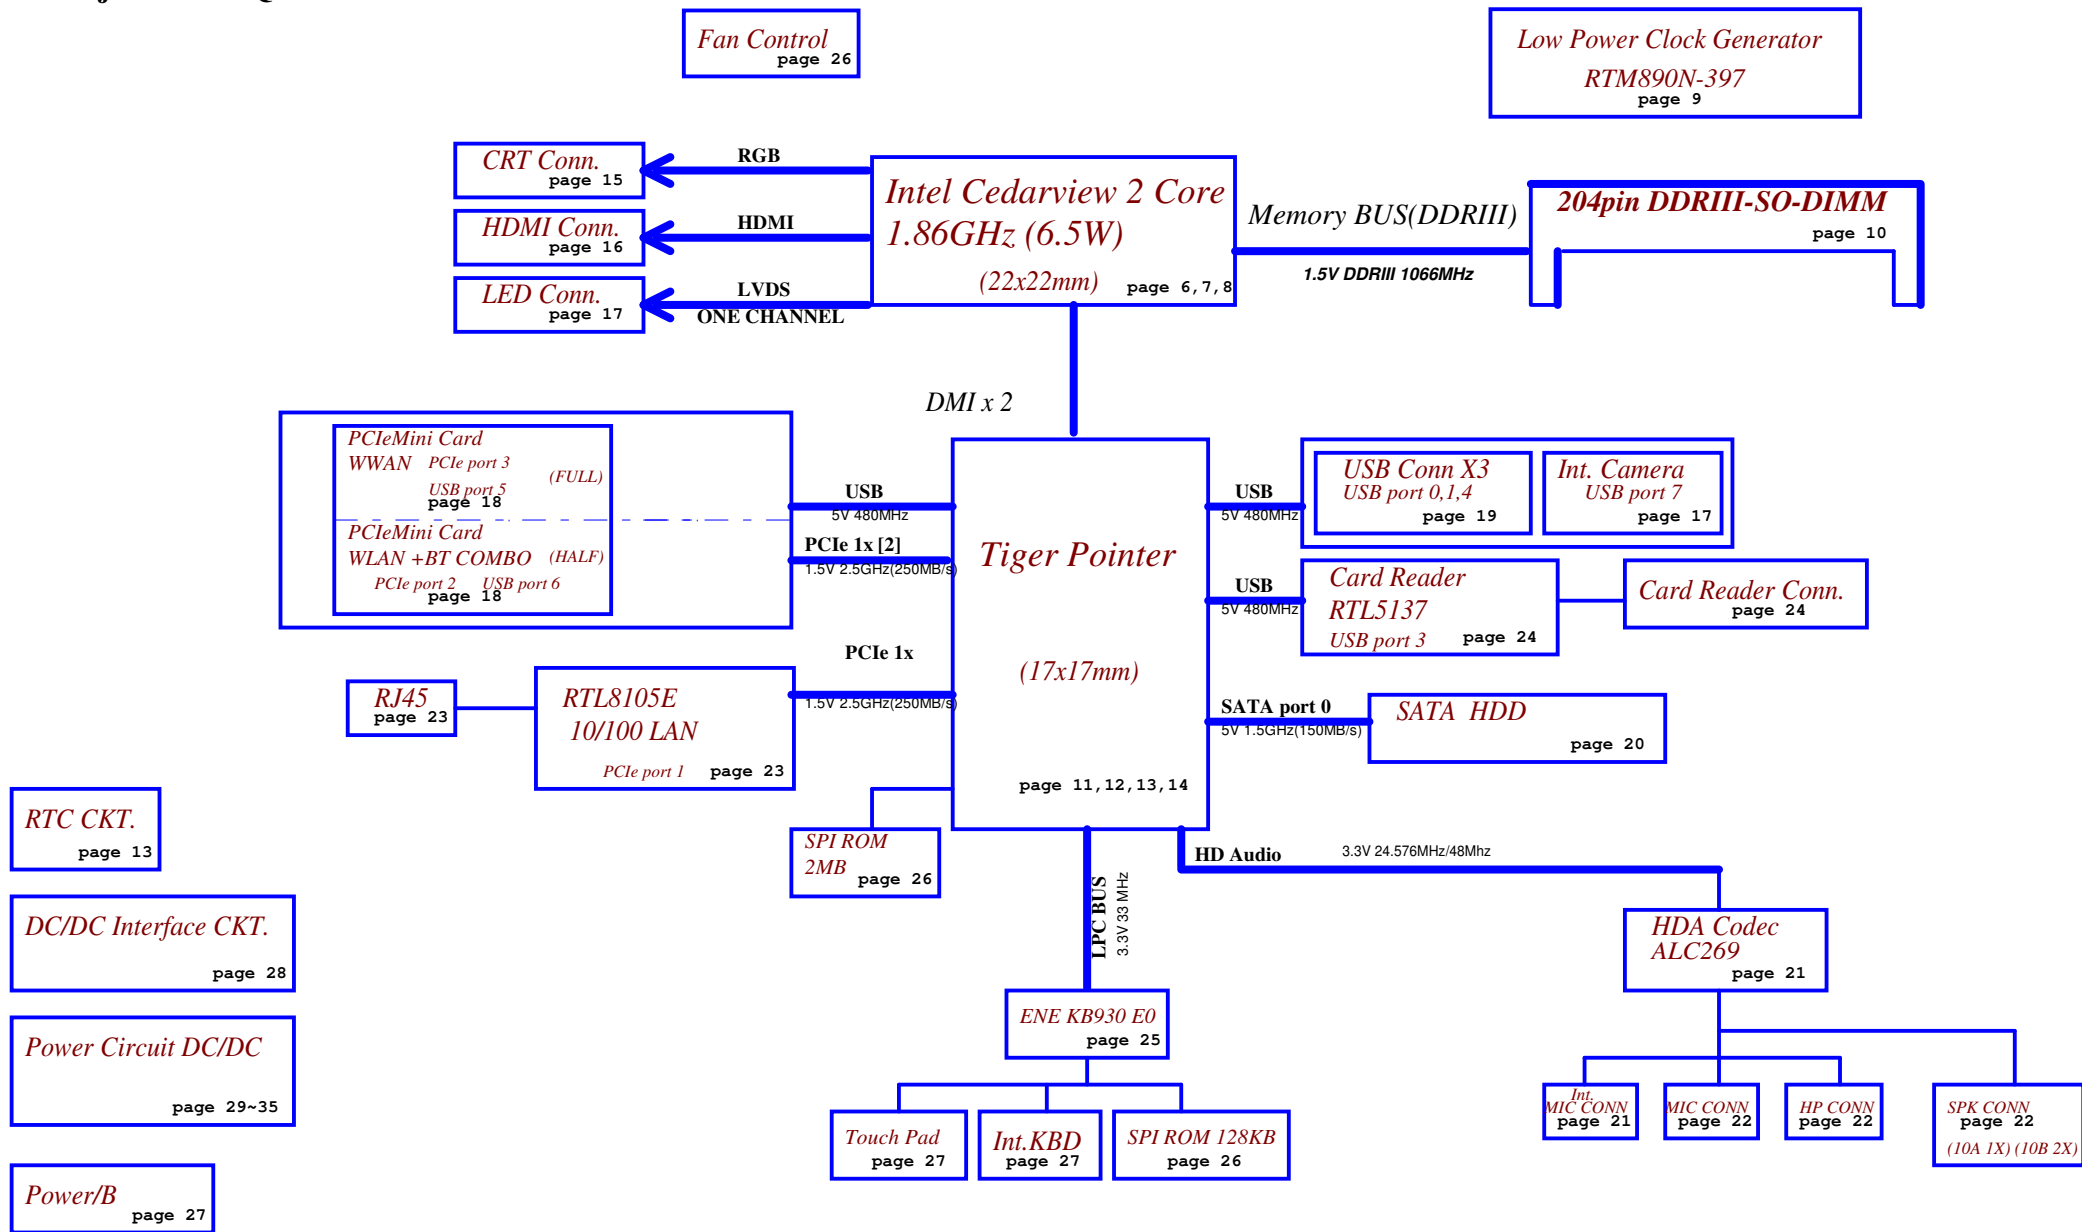 Fan Control
page 26
Low Power Clock Generator
RTM890N-397
page 9
CRT Conn.
page 15
RGB
HDMI Conn.
page 16
HDMI
LED Conn.
page 17
LVDS
ONE CHANNEL
Intel Cedarview 2 Core
1.86GHz (6.5W)
(22x22mm)
page 6,7,8
Memory BUS(DDRIII)
1.5V DDRIII 1066MHz
204pin DDRIII-SO-DIMM
page 10
DMI x 2
PCIeMini Card
WWAN PCIe port 3
(FULL)
USB port 5
page 18
PCIeMini Card
WLAN +BT COMBO (HALF)
PCIe port 2 USB port 6
page 18
USB
5V 480MHz
PCIe 1x [2]
1.5V 2.5GHz(250MB/s)
PCIe 1x
1.5V 2.5GHz(250MB/s)
RJ45
page 23
RTL8105E
10/100 LAN
PCIe port 1 page 23
Tiger Pointer
(17x17mm)
page 11,12,13,14
USB
5V 480MHz
USB Conn X3
USB port 0,1,4
page 19
Int. Camera
USB port 7
page 17
USB
5V 480MHz
Card Reader
RTL5137
USB port 3 page 24
Card Reader Conn.
page 24
SATA port 0
5V 1.5GHz(150MB/s)
SATA HDD
page 20
SPI ROM
2MB page 26
LPC BUS
3.3V 33 MHz
HD Audio
3.3V 24.576MHz/48Mhz
HDA Codec
ALC269
page 21
ENE KB930 E0
page 25
Touch Pad
page 27
Int.KBD
page 27
SPI ROM 128KB
page 26
Int.
MIC CONN
page 21
MIC CONN
page 22
HP CONN
page 22
SPK CONN
page 22
(10A 1X) (10B 2X)
RTC CKT.
page 13
DC/DC Interface CKT.
page 28
Power Circuit DC/DC
page 29~35
Power/B
page 27